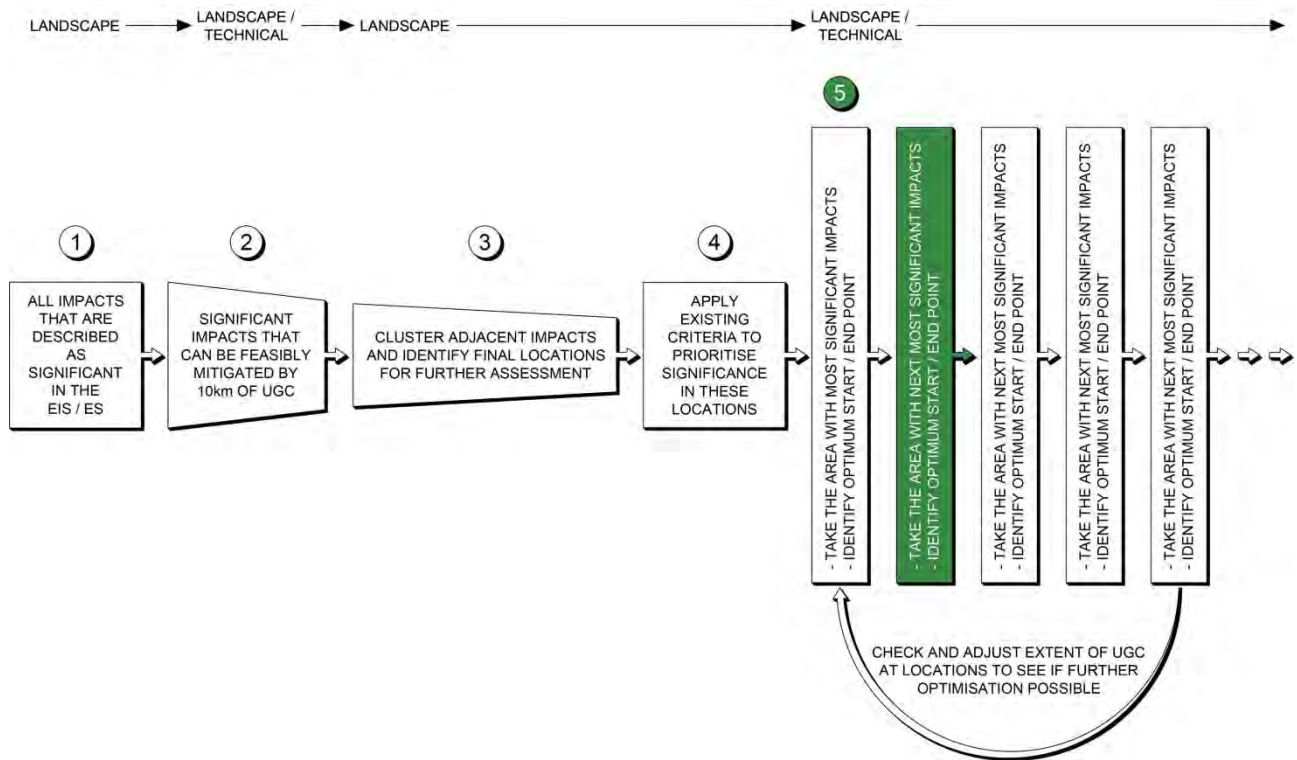 LANDSCAPE
LANDSCAPE /
TECHNICAL
LANDSCAPE
LANDSCAPE /
TECHNICAL
1
ALL IMPACTS
THAT ARE
DESCRIBED
AS
SIGNIFICANT
IN THE
EIS / ES
2
SIGNIFICANT
IMPACTS THAT
CAN BE FEASIBLY
MITIGATED BY
10km OF UGC
3
CLUSTER ADJACENT IMPACTS
AND IDENTIFY FINAL LOCATIONS
FOR FURTHER ASSESSMENT
4
APPLY
EXISTING
CRITERIA TO
PRIORITISE
SIGNIFICANCE
IN THESE
LOCATIONS
5
- TAKE THE AREA WITH MOST SIGNIFICANT IMPACTS
- IDENTIFY OPTIMUM START / END POINT
- TAKE THE AREA WITH NEXT MOST SIGNIFICANT IMPACTS
- IDENTIFY OPTIMUM START / END POINT
- TAKE THE AREA WITH NEXT MOST SIGNIFICANT IMPACTS
- IDENTIFY OPTIMUM START / END POINT
- TAKE THE AREA WITH NEXT MOST SIGNIFICANT IMPACTS
- IDENTIFY OPTIMUM START / END POINT
- TAKE THE AREA WITH NEXT MOST SIGNIFICANT IMPACTS
- IDENTIFY OPTIMUM START / END POINT
CHECK AND ADJUST EXTENT OF UGC
AT LOCATIONS TO SEE IF FURTHER
OPTIMISATION POSSIBLE